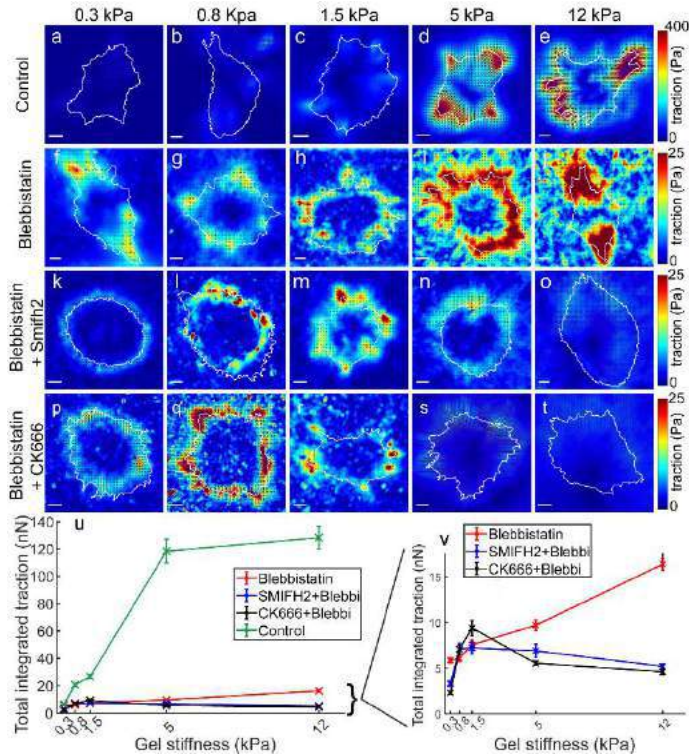 0.3 kPa 0.8 Kpa 1.5 kPa 5 kPa 12 kPa
Control
a b c d e
400
traction (Pa)
0
Blebbistatin
f g h i j
25
traction (Pa)
0
Blebbistatin
+ Smifh2
k l m n o
25
traction (Pa)
0
Blebbistatin
+ CK666
p q r s t
25
traction (Pa)
0
u
Total integrated traction (nN)
140
120
100
80
60
40
20
0
Blebbistatin
SMIFH2+Blebbi
CK666+Blebbi
Control
0.3 0.8 1.5 5 12
Gel stiffness (kPa)
v
Total integrated traction (nN)
15
10
5
0
Blebbistatin
SMIFH2+Blebbi
CK666+Blebbi
0.3 0.8 1.5 5 12
Gel stiffness (kPa)